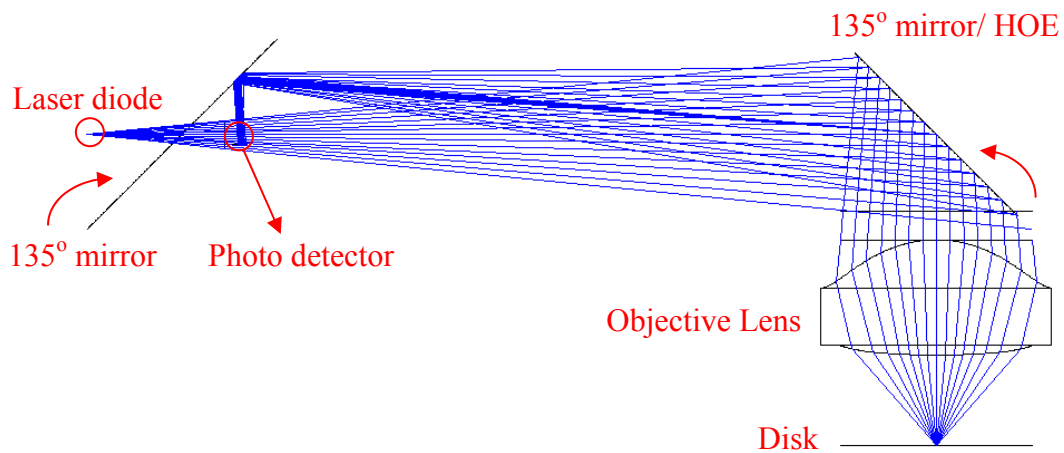 135° mirror/ HOE
Laser diode
135° mirror
Photo detector
Objective Lens
Disk